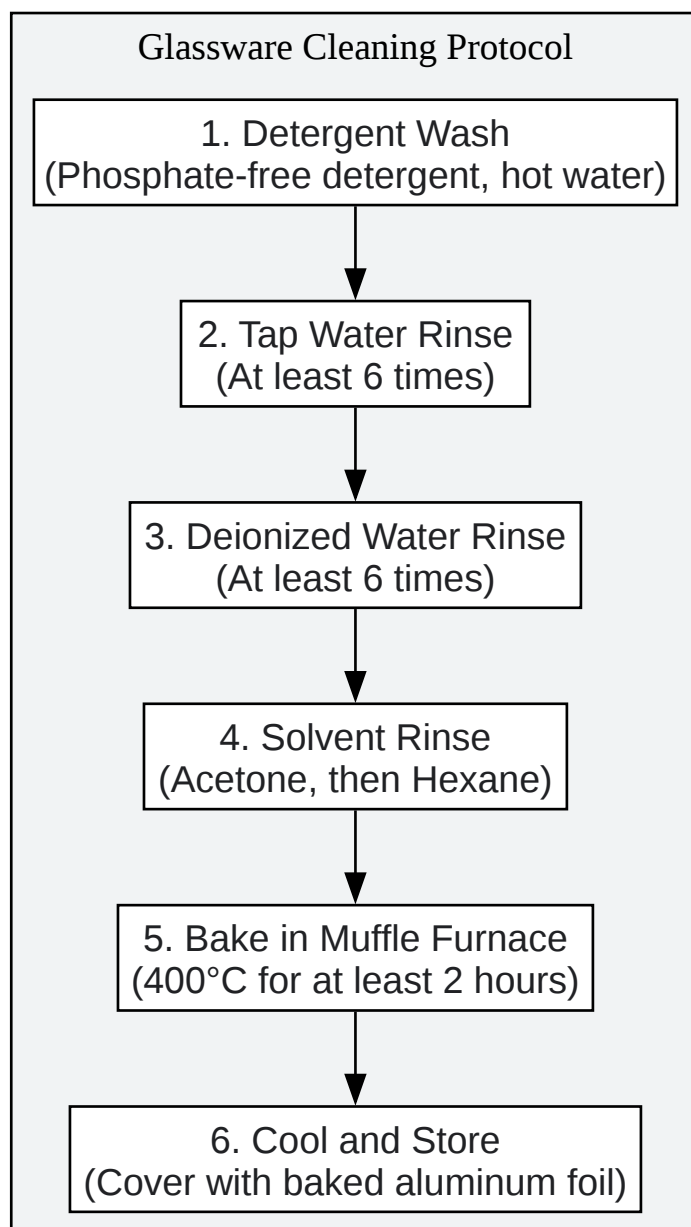 Glassware Cleaning Protocol
1. Detergent Wash
(Phosphate-free detergent, hot water)
2. Tap Water Rinse
(At least 6 times)
3. Deionized Water Rinse
(At least 6 times)
4. Solvent Rinse
(Acetone, then Hexane)
5. Bake in Muffle Furnace
(400°C for at least 2 hours)
6. Cool and Store
(Cover with baked aluminum foil)